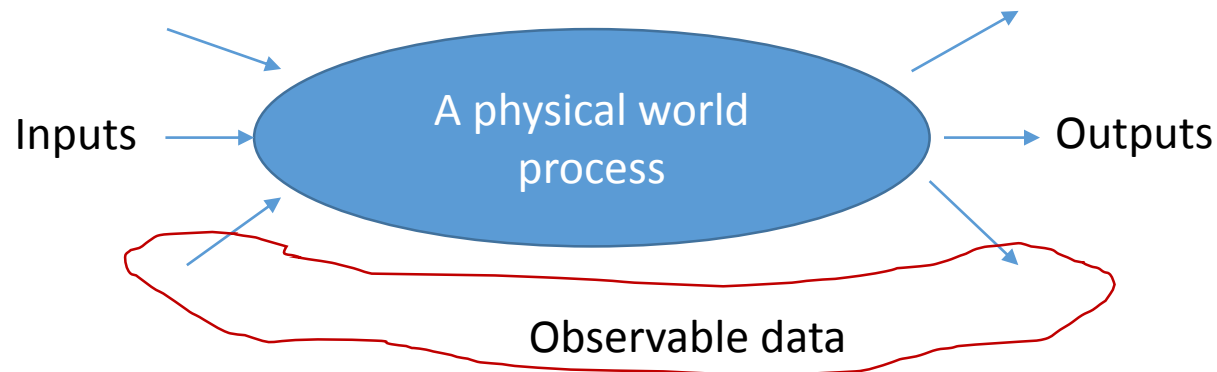 A physical world
process
Inputs
Outputs
Observable data